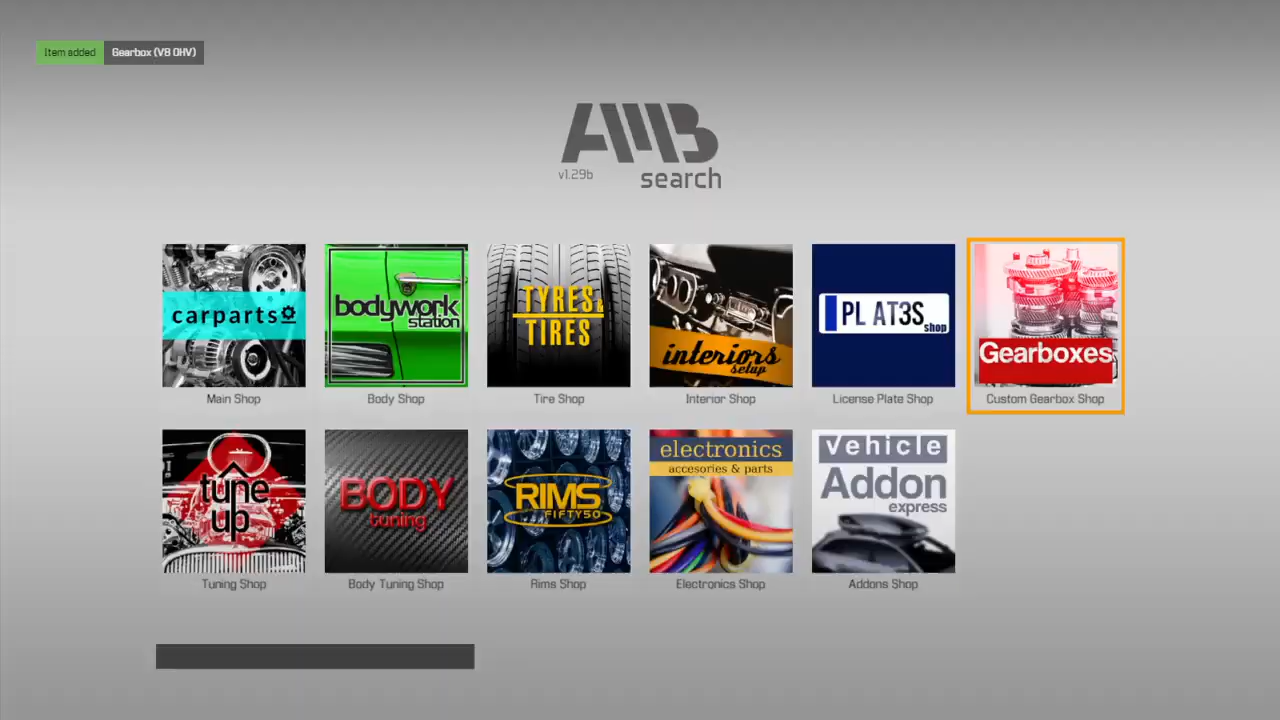 Item added Gearbox (V8 OHV)
AMB
v1.29b
search
carparts
bodywork
station
TYRES &
TIRES
interiors
setup
PL AT3S
shop
Gearboxes
Main Shop
Body Shop
Tire Shop
Interior Shop
License Plate Shop
Custom Gearbox Shop
tune
up
BODY
tuning
RIMS
FIFTY50
electronics
accesories & parts
vehicle
Addon
express
Tuning Shop
Body Tuning Shop
Rims Shop
Electronics Shop
Addons Shop